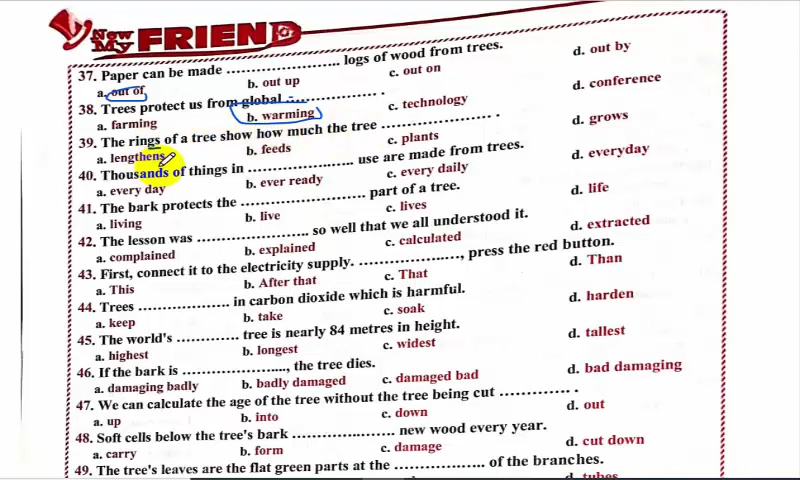 New My FRIEND
37. Paper can be made ........................ logs of wood from trees.
a. out of b. out up c. out on d. out by
38. Trees protect us from global ........................ .
a. farming b. warming c. technology d. conference
39. The rings of a tree show how much the tree ........................ .
a. lengthens b. feeds c. plants d. grows
40. Thousands of things in ........................ use are made from trees.
a. every day b. ever ready c. every daily d. everyday
41. The bark protects the ........................ part of a tree.
a. living b. live c. lives d. life
42. The lesson was ........................ so well that we all understood it.
a. complained b. explained c. calculated d. extracted
43. First, connect it to the electricity supply. ........................, press the red button.
a. This b. After that c. That d. Than
44. Trees .................... in carbon dioxide which is harmful.
a. keep b. take c. soak d. harden
45. The world's ............. tree is nearly 84 metres in height.
a. highest b. longest c. widest d. tallest
46. If the bark is ...................., the tree dies.
a. damaging badly b. badly damaged c. damaged bad d. bad damaging
47. We can calculate the age of the tree without the tree being cut .............. .
a. up b. into c. down d. out
48. Soft cells below the tree's bark .................... new wood every year.
a. carry b. form c. damage d. cut down
49. The tree's leaves are the flat green parts at the .................... of the branches.
d. tubes